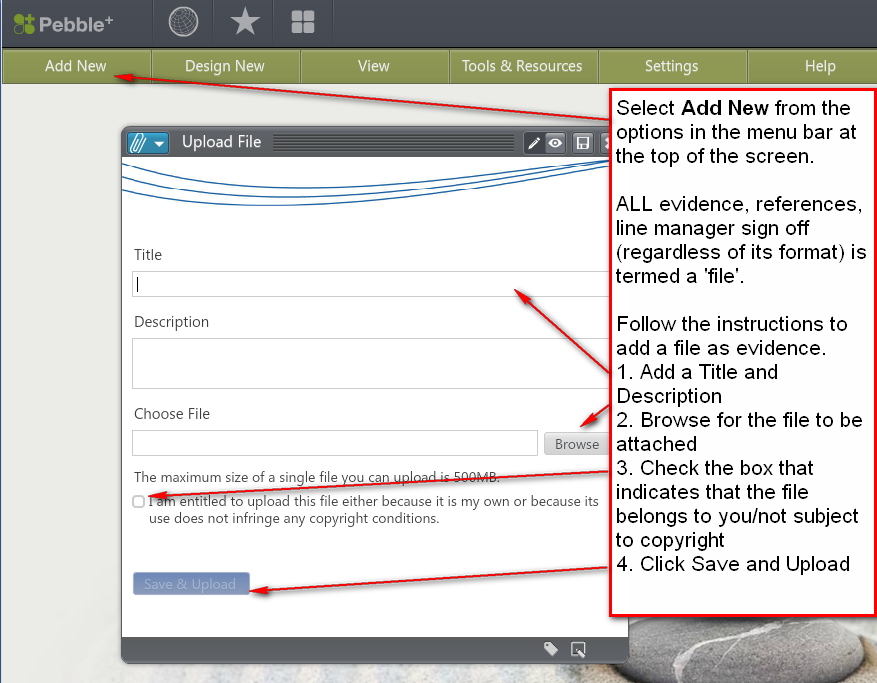 Pebble+
Add New
Design New
View
Tools & Resources
Settings
Help
Upload File
Title
Description
Choose File
Browse
The maximum size of a single file you can upload is 500MB.
I am entitled to upload this file either because it is my own or because its
use does not infringe any copyright conditions.
Save & Upload
Select Add New from the
options in the menu bar at
the top of the screen.
ALL evidence, references,
line manager sign off
(regardless of its format) is
termed a 'file'.
Follow the instructions to
add a file as evidence.
1. Add a Title and
Description
2. Browse for the file to be
attached
3. Check the box that
indicates that the file
belongs to you/not subject
to copyright
4. Click Save and Upload